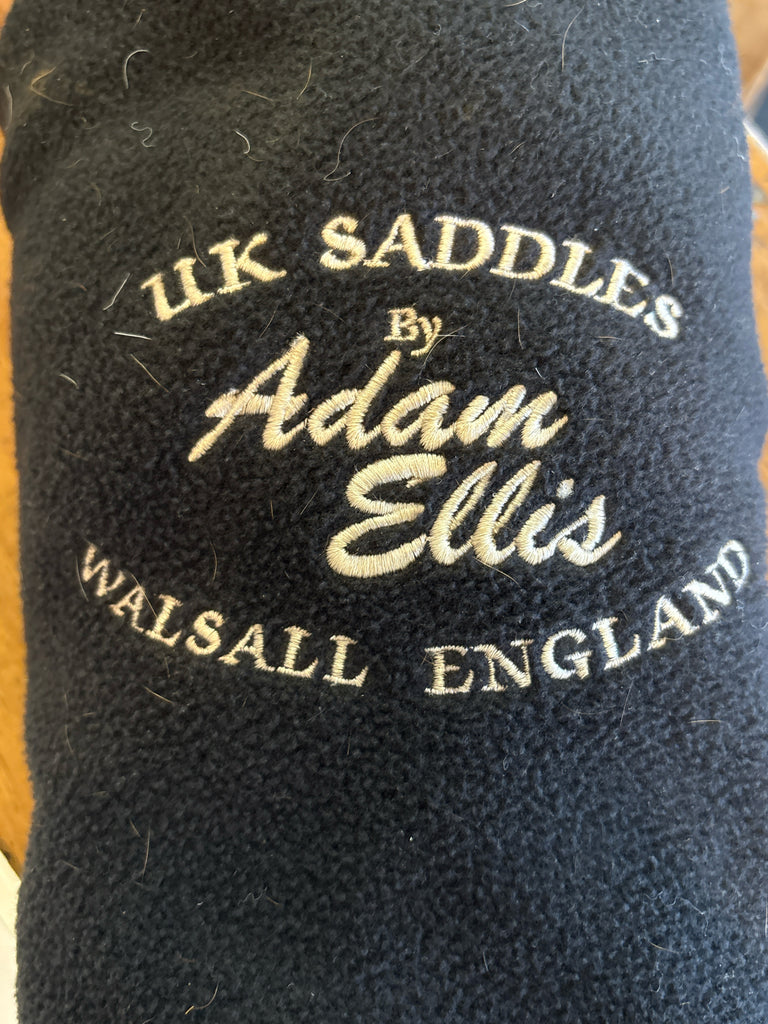 UK SADDLES
By
Adam
Ellis
WALSALL ENGLAND